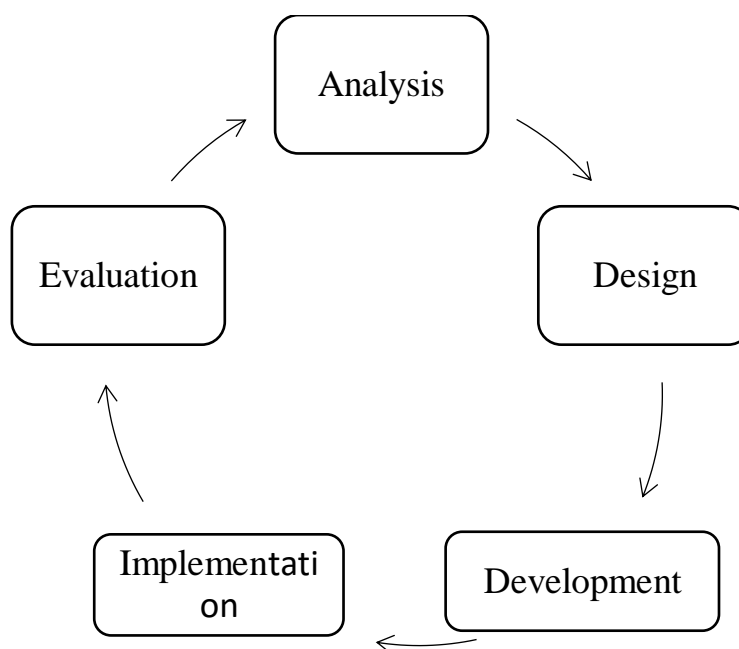 Analysis
Evaluation
Design
Implementati
on
Development